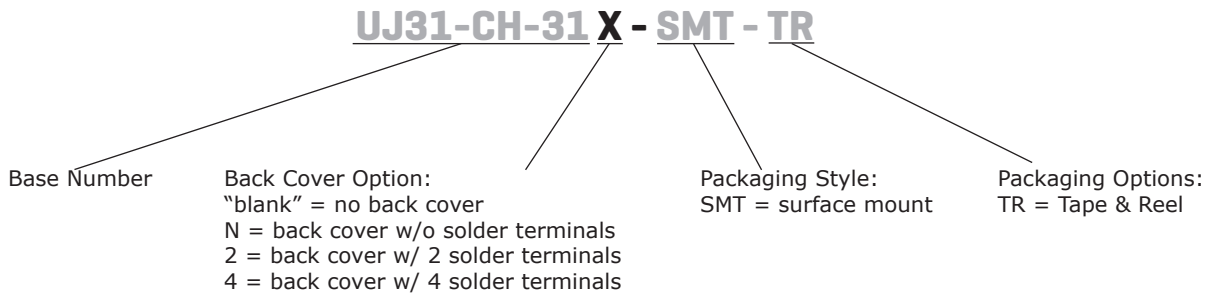 UJ31-CH-31 X - SMT - TR
Base Number
Back Cover Option:
“blank” = no back cover
N = back cover w/o solder terminals
2 = back cover w/ 2 solder terminals
4 = back cover w/ 4 solder terminals
Packaging Style:
SMT = surface mount
Packaging Options:
TR = Tape & Reel